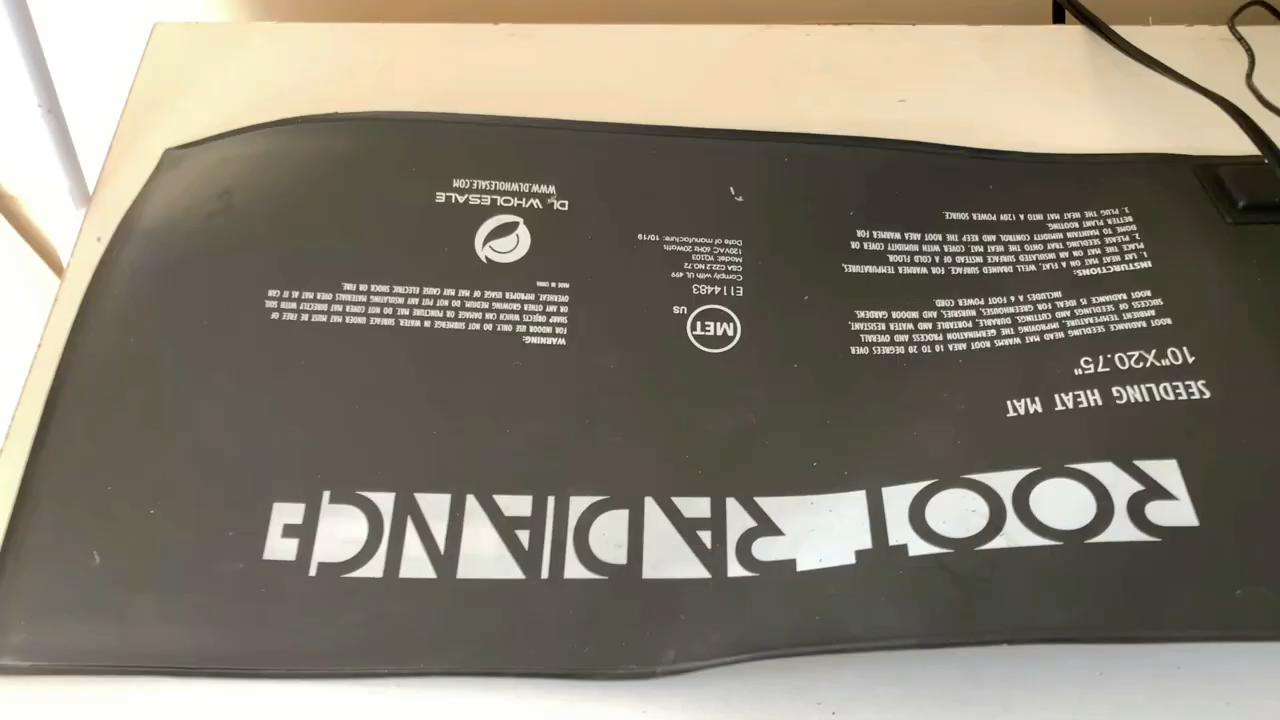 ROOT RADIANCE
SEEDLING HEAT MAT
10"X20.75"
ROOT RADIANCE SEEDLING HEAD MAT WARMS ROOT AREA 10 TO 20 DEGREES OVER
AMBIENT TEMPERATURE, IMPROVING THE GERMINATION PROCESS AND OVERALL
SUCCESS OF SEEDLINGS AND CUTTINGS. DURABLE, PORTABLE AND WATER RESISTANT,
ROOT RADIANCE IS IDEAL FOR GREENHOUSES, NURSIES, AND INDOOR GARDENS
INCLUDES A 6 FOOT POWER CORD.
INSTURCTIONS:
1. LAY THE MAT ON A FLAT, WELL DRAINED SURFACE. FOR WARMER TEMPURATURES,
PLACE THE MAT ON AN INSULATED SURFACE INSTEAD OF A COLD FLOOR.
2. PLACE SEEDLING TRAY ONTO THE HEAT MAT. COVER WITH HUMIDITY COVER OR
DOME TO MAINTAIN HUMIDITY CONTROL AND KEEP THE ROOT AREA WARMER FOR
BETTER PLANT ROOTING.
3. PLUG THE HEAT MAT INTO A 120V POWER SOURCE
MET
US
E114483
Comply with UL 499
CSA C22.2 NO.72
Model: YG103
120VAC 60Hz 20Watts
Date of manufacture: 10/19
WARNING:
FOR INDOOR USE ONLY. DO NOT SUBMERGE IN WATER. SURFACE UNDER MAT MUST BE FREE OF
SHARP OBJECTS WHICH CAN DAMAGE OR PUNCTURE MAT. DO NOT COVER MAT DIRECTLY WITH SOIL
OR ANY OTHER GROWING MEDIUM. DO NOT PUT ANY INSULATING MATERIALS OVER MAT AS IT CAN
OVERHEAT. IMPROPER USAGE OF MAT MAY CAUSE ELECTRIC SHOCK OR FIRE.
MADE IN CHINA
DL WHOLESALE
WWW.DLWHOLESALE.COM